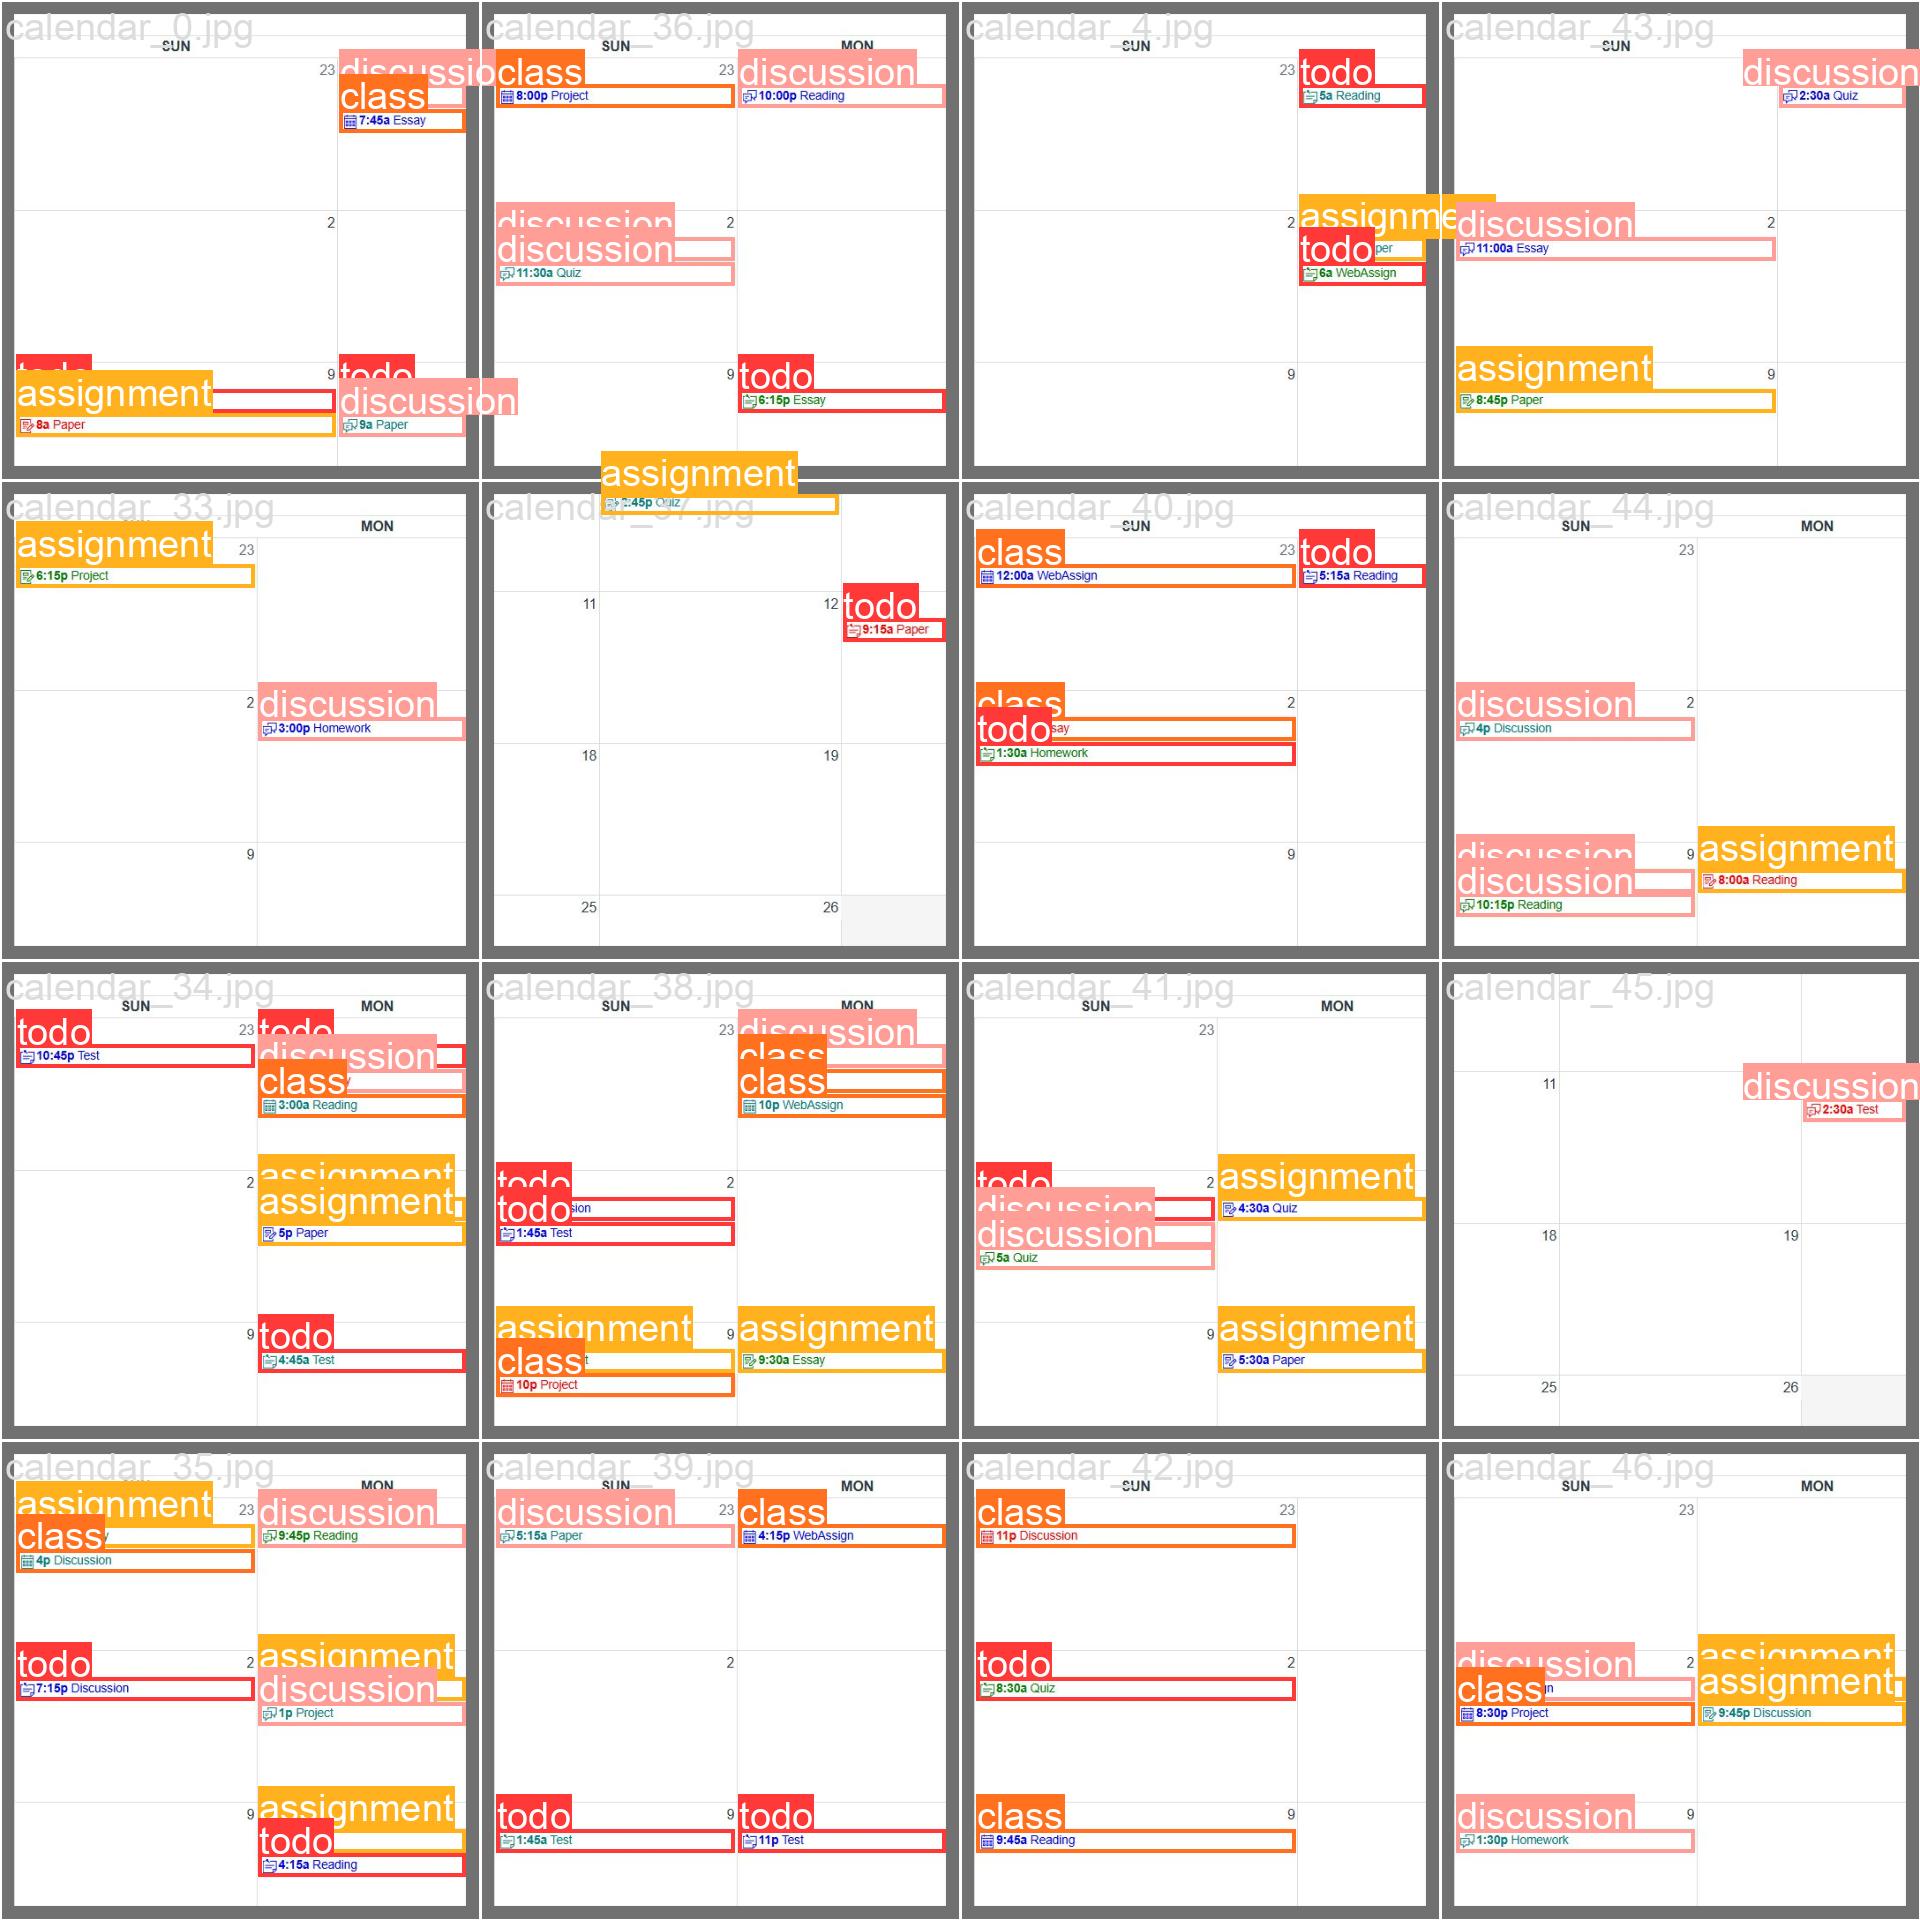 calendar_0.jpg
SUN
23
discussio
class
7:45a Essay
2
todo
assignment
8a Paper
9
todo
discussion
9a Paper
calendar_36.jpg
SUN
MON
class
23
8:00p Project
discussion
10:00p Reading
discussion
2
discussion
11:30a Quiz
9
todo
6:15p Essay
calendar_4.jpg
SUN
23
todo
5a Reading
2
assignme
todo
per
6a WebAssign
9
calendar_43.jpg
SUN
discussion
2:30a Quiz
discussion
2
11:00a Essay
assignment
9
8:45p Paper
calendar_33.jpg
MON
assignment
23
6:15p Project
2
discussion
3:00p Homework
9
calendar_37.jpg
assignment
2:45p Quiz
11
12
todo
9:15a Paper
18
19
25
26
calendar_40.jpg
SUN
class
23
12:00a WebAssign
todo
5:15a Reading
class
2
todo
say
1:30a Homework
9
calendar_44.jpg
SUN
MON
23
discussion
2
4p Discussion
discussion
9
discussion
10:15p Reading
assignment
8:00a Reading
calendar_34.jpg
SUN
MON
todo
23
10:45p Test
todo
discussion
class
3:00a Reading
2
assignment
assignment
5p Paper
9
todo
4:45a Test
calendar_38.jpg
SUN
MON
23
discussion
class
class
10p WebAssign
todo
2
todo
sion
1:45a Test
assignment
9
class
t
10p Project
assignment
9:30a Essay
calendar_41.jpg
SUN
MON
23
todo
2
discussion
discussion
5a Quiz
assignment
4:30a Quiz
9
assignment
5:30a Paper
calendar_45.jpg
11
discussion
2:30a Test
18
19
25
26
calendar_35.jpg
MON
assignment
23
class
y
4p Discussion
discussion
9:45p Reading
todo
2
7:15p Discussion
assignment
discussion
1p Project
9
assignment
todo
4:15a Reading
calendar_39.jpg
SUN
MON
discussion
23
5:15a Paper
class
4:15p WebAssign
2
todo
9
1:45a Test
todo
11p Test
calendar_42.jpg
SUN
class
23
11p Discussion
todo
2
8:30a Quiz
class
9
9:45a Reading
calendar_46.jpg
SUN
MON
23
discussion
2
class
gn
8:30p Project
assignment
assignment
9:45p Discussion
discussion
9
1:30p Homework